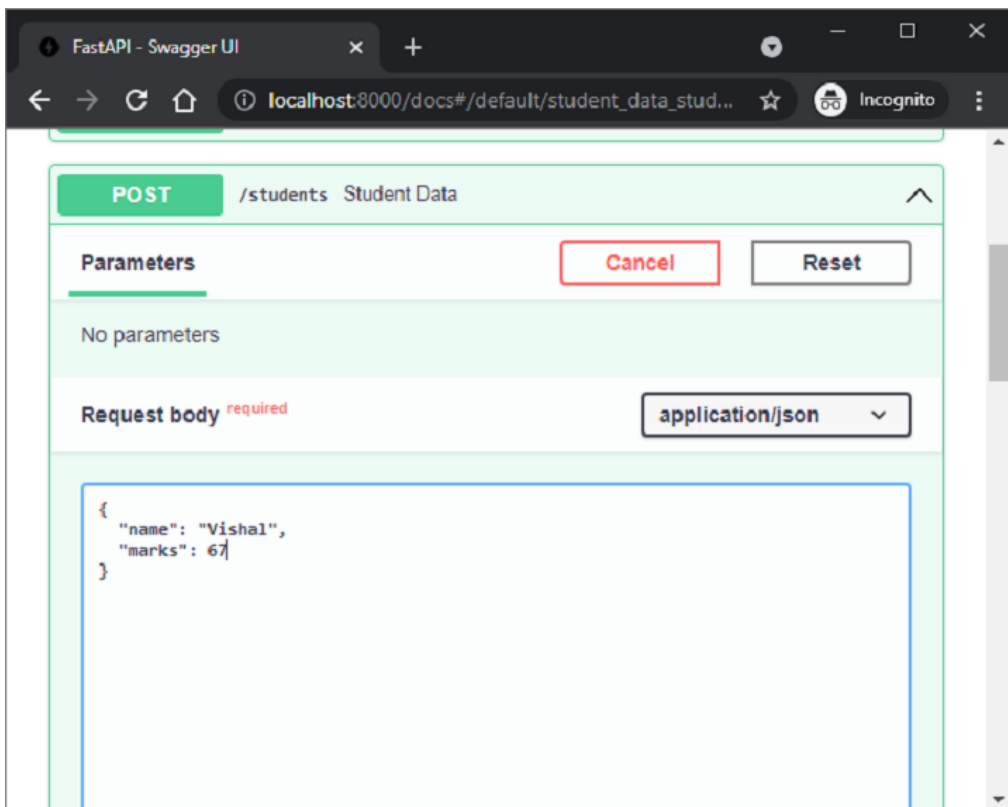 FastAPI - Swagger UI
localhost:8000/docs#/default/student_data_stud...
Incognito
POST /students Student Data
Parameters Cancel Reset
No parameters
Request body required application/json
{
"name": "Vishal",
"marks": 67
}